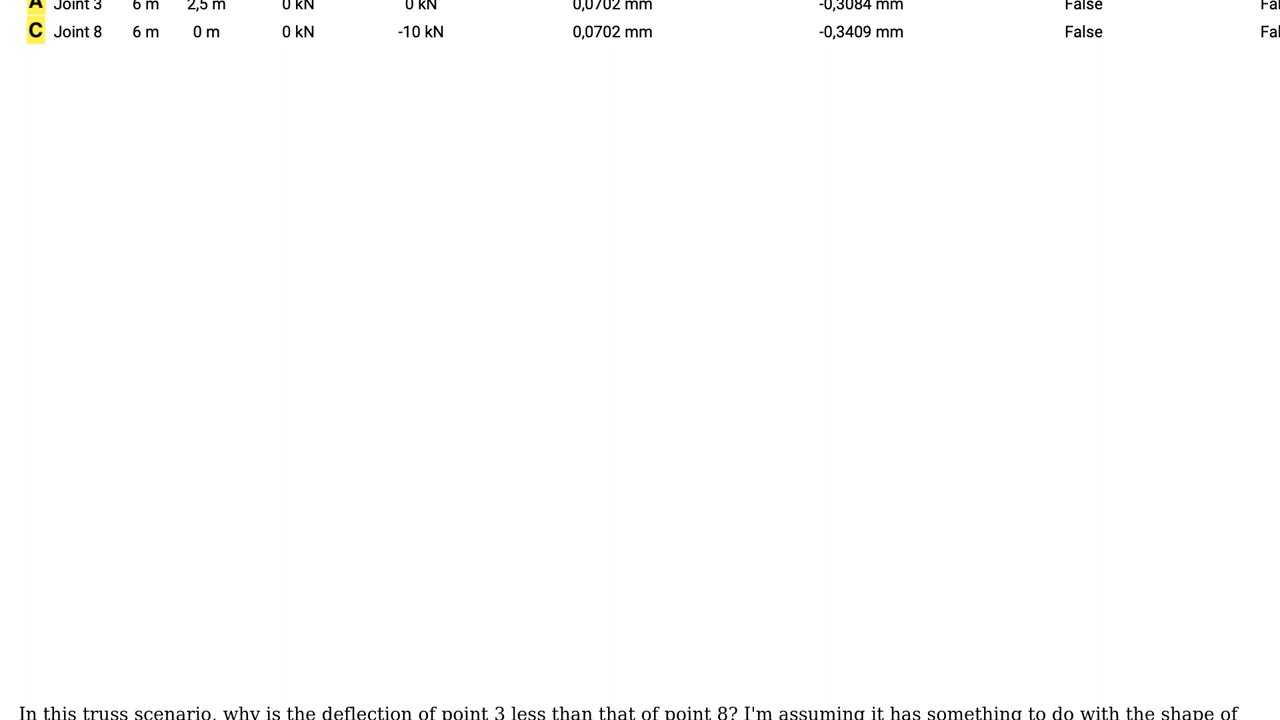 A Joint 3 6 m 2,5 m 0 kN 0 kN 0,0702 mm -0,3084 mm False
C Joint 8 6 m 0 m 0 kN -10 kN 0,0702 mm -0,3409 mm False
In this truss scenario, why is the deflection of point 3 less than that of point 8? I'm assuming it has something to do with the shape of